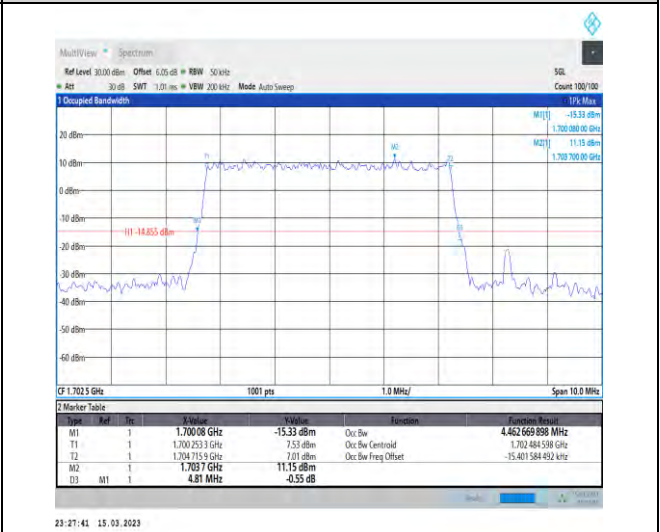 MultiView Spectrum
Ref Level 30.00 dBm Offset 6.05 dB RBW 50 kHz SGL
Att 30 dB SWT 1.01 ms VBW 200 kHz Mode Auto Sweep Count 100/100
1 Occupied Bandwidth 1Pk Max
M1[1] -15.33 dBm
1.700 080 00 GHz
M2[1] 11.15 dBm
1.703 700 00 GHz
20 dBm
10 dBm
0 dBm
-10 dBm
H1 -14.855 dBm
-20 dBm
-30 dBm
-40 dBm
-50 dBm
-60 dBm
T1
M2
T2
CF 1.702 5 GHz 1001 pts 1.0 MHz/ Span 10.0 MHz
2 Marker Table
Type Ref Trc X-Value Y-Value Function Function Result
M1 1 1.700 08 GHz -15.33 dBm Occ Bw 4.462 669 898 MHz
T1 1 1.700 253 3 GHz 7.53 dBm Occ Bw Centroid 1.702 484 598 GHz
T2 1 1.704 715 9 GHz 7.01 dBm Occ Bw Freq Offset -15.401 584 492 kHz
M2 1 1.703 7 GHz 11.15 dBm
D3 M1 1 4.81 MHz -0.55 dB
23:27:41 15.03.2023